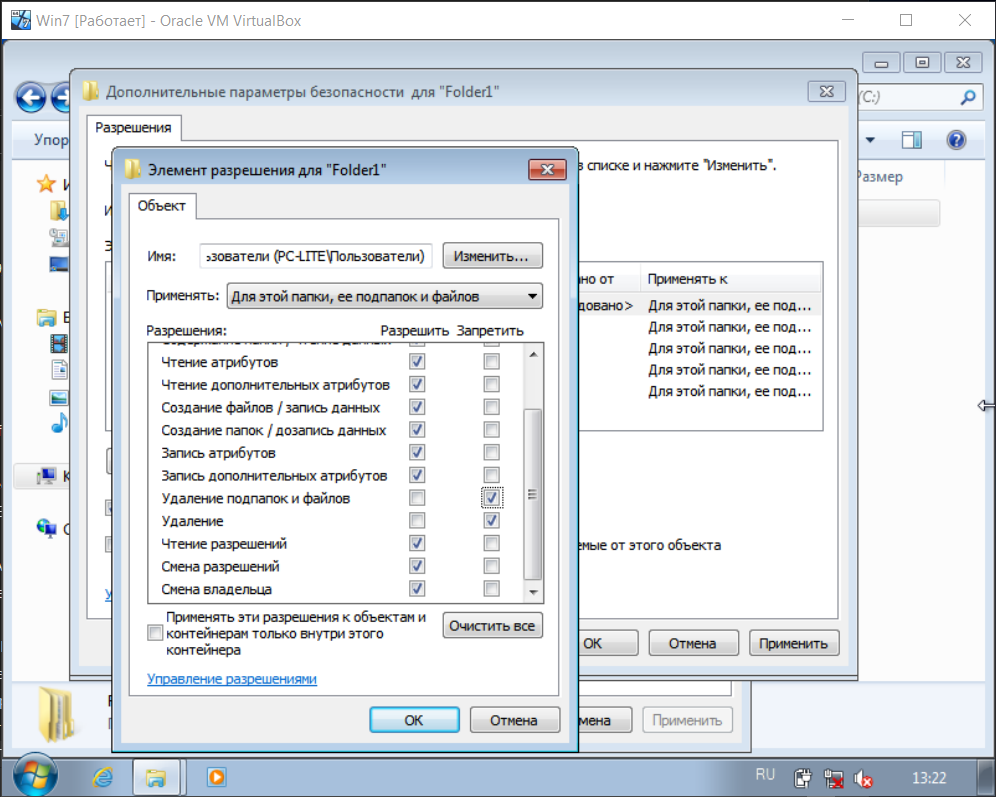 Win7 [Работает] - Oracle VM VirtualBox
(C:)
Дополнительные параметры безопасности для "Folder1"
Упор
Разрешения
в списке и нажмите "Изменить".
Размер
Элемент разрешения для "Folder1"
Объект
Имя:
зователи (PC-LITE\Пользователи)
Изменить...
Применять:
Для этой папки, ее подпапок и файлов
но от
Применять к
довано>
Для этой папки, ее под...
Для этой папки, ее под...
Для этой папки, ее под...
Для этой папки, ее под...
Для этой папки, ее под...
Разрешения:
Разрешить
Запретить
Содержание папки / чтение данных
Чтение атрибутов
Чтение дополнительных атрибутов
Создание файлов / запись данных
Создание папок / дозапись данных
Запись атрибутов
Запись дополнительных атрибутов
Удаление подпапок и файлов
Удаление
Чтение разрешений
Смена разрешений
Смена владельца
емые от этого объекта
Применять эти разрешения к объектам и
контейнерам только внутри этого
контейнера
Очистить все
Управление разрешениями
ОК
Отмена
Применить
ОК
Отмена
мена
Применить
RU
13:22